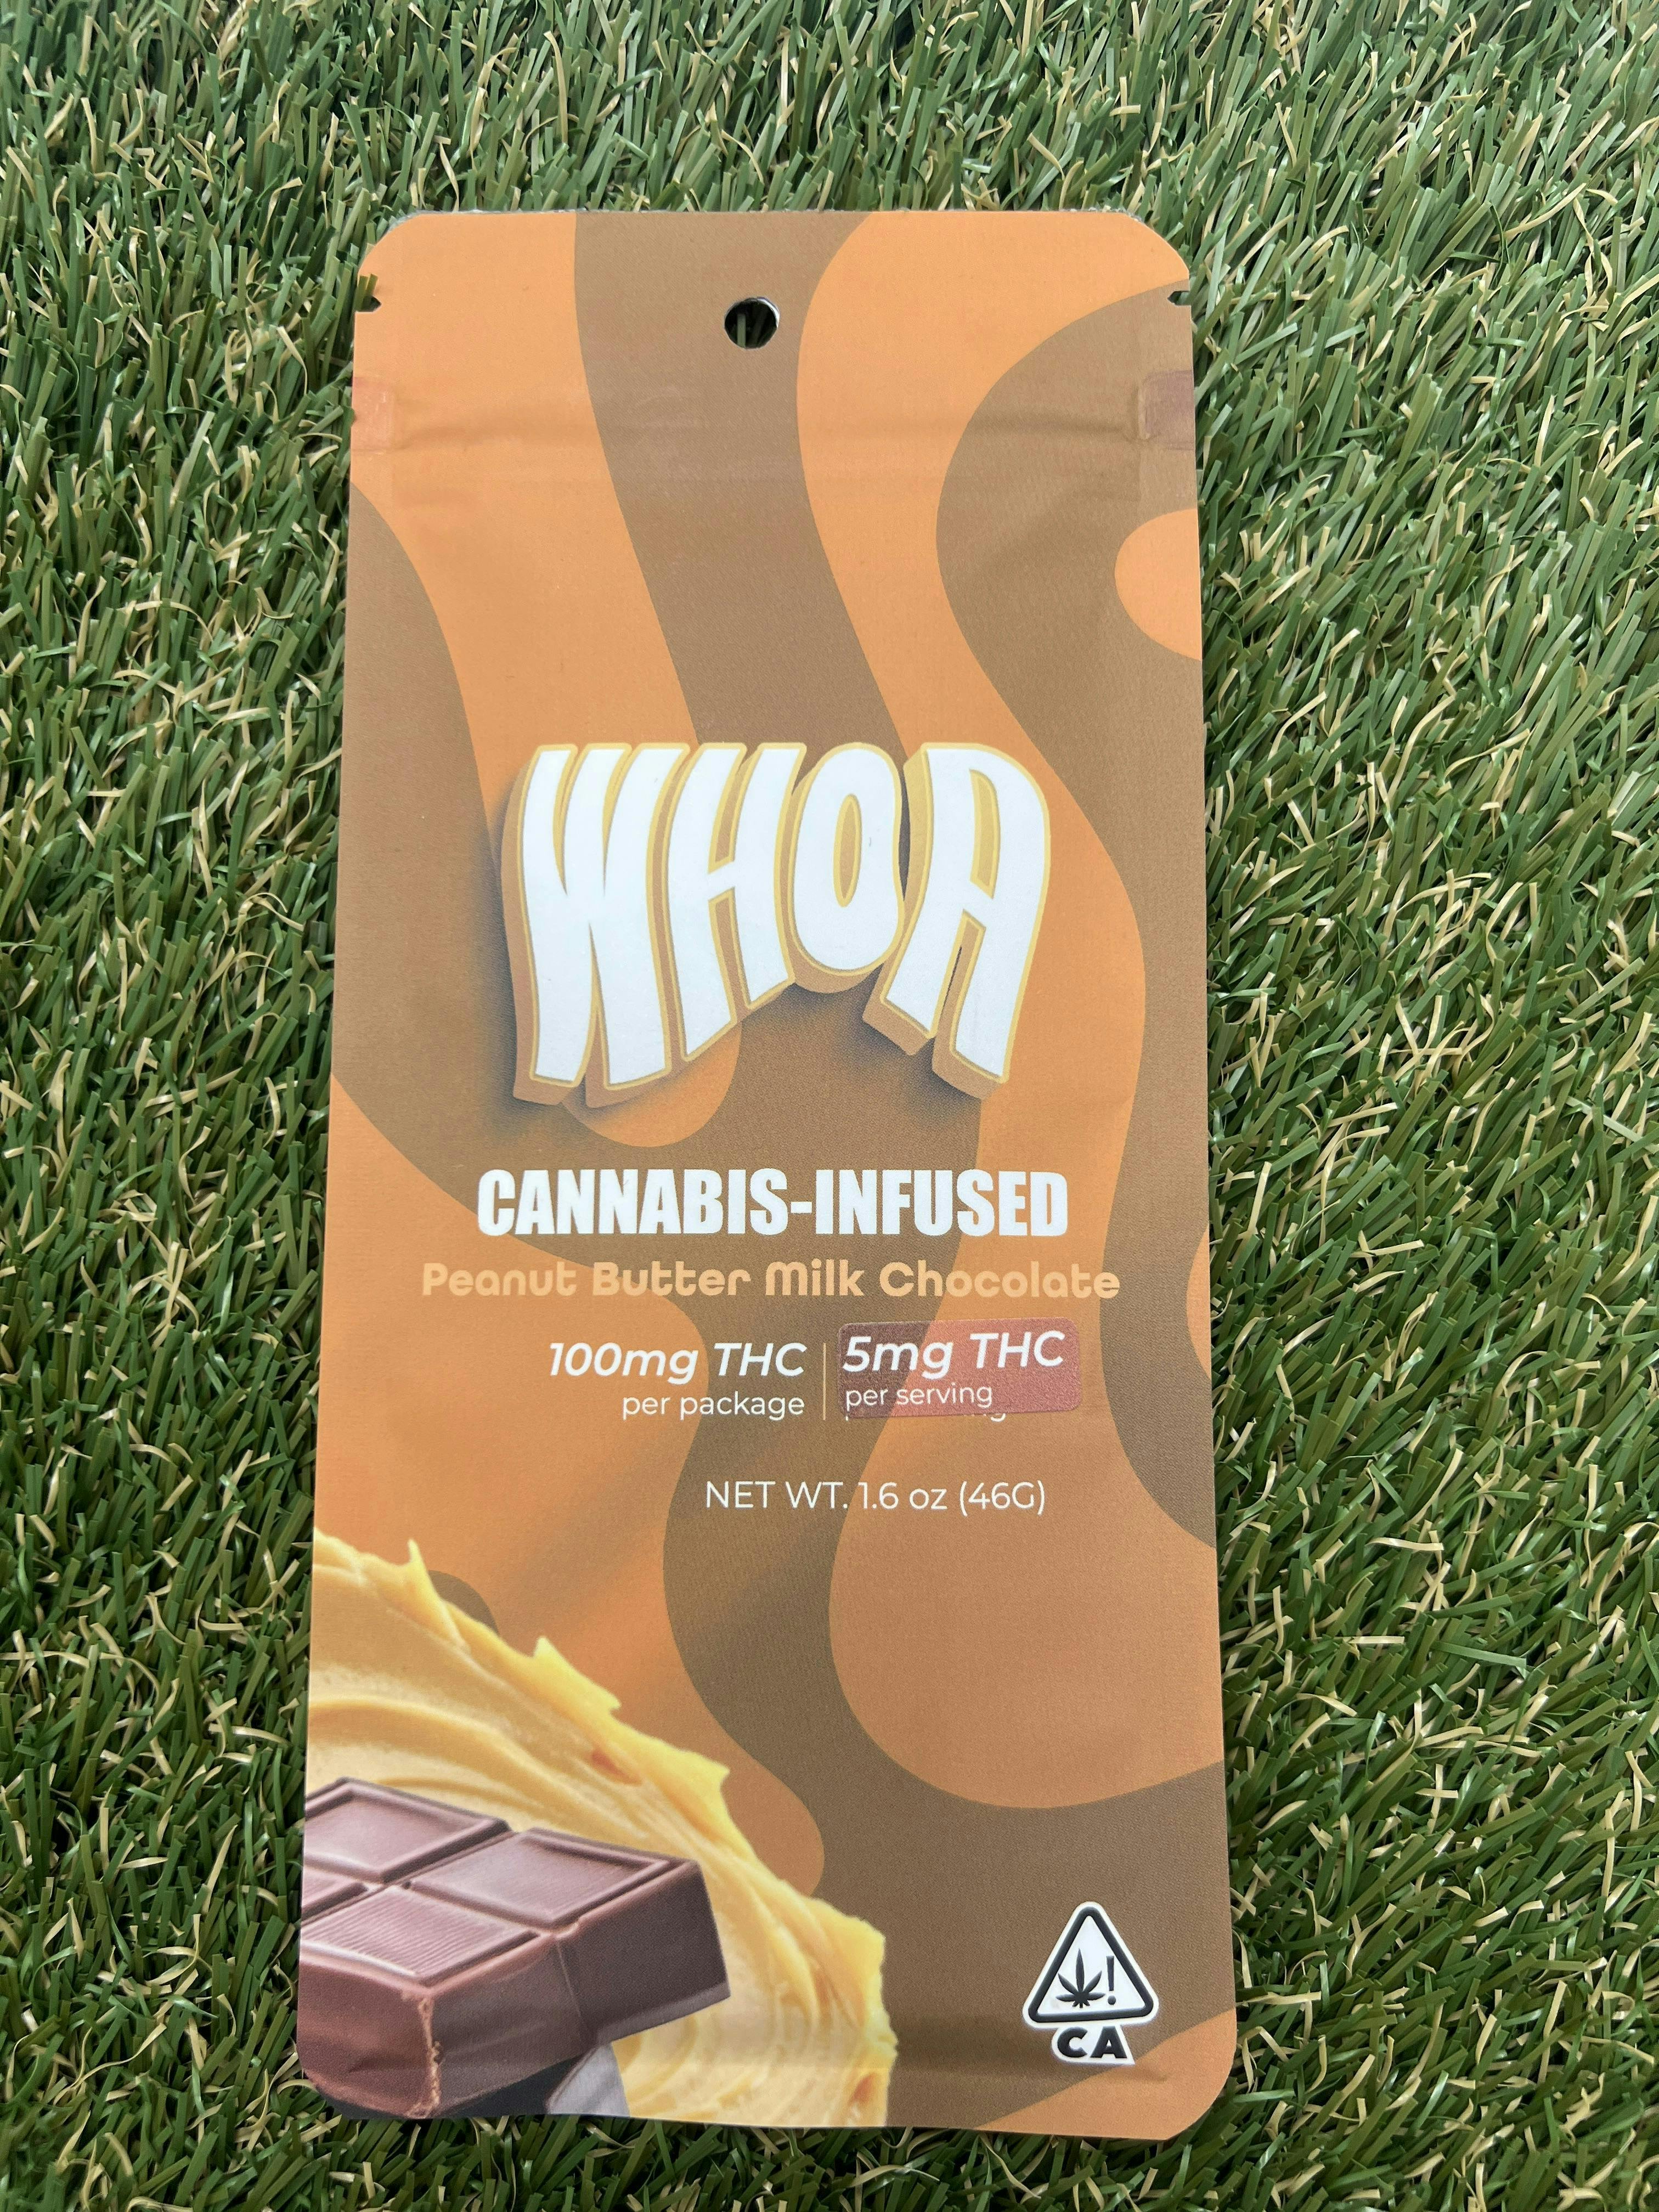 WHOA
CANNABIS-INFUSED
Peanut Butter Milk Chocolate
100mg THC
per package
5mg THC
per serving
NET WT. 1.6 oz (46G)
!
CA